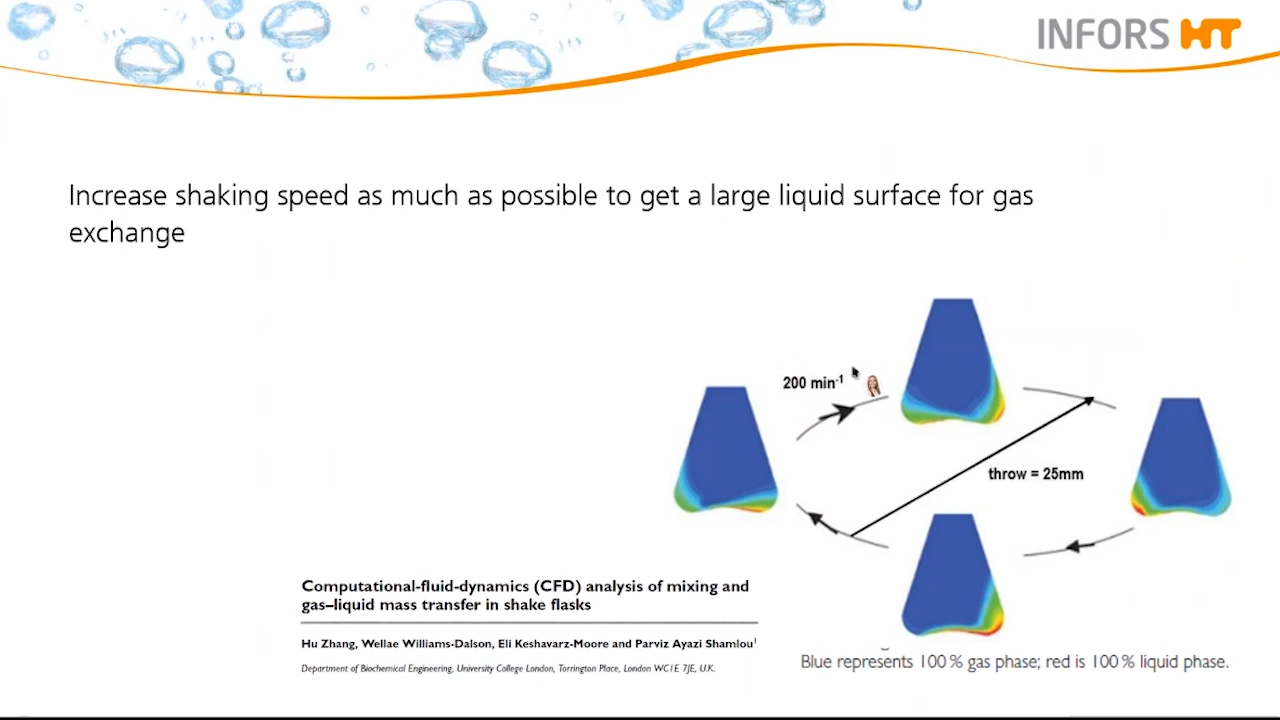 INFORS HT
Increase shaking speed as much as possible to get a large liquid surface for gas
exchange
200 min-1
throw = 25mm
Computational-fluid-dynamics (CFD) analysis of mixing and
gas–liquid mass transfer in shake flasks
Hu Zhang, Wellae Williams-Dalson, Eli Keshavarz-Moore and Parviz Ayazi Shamlou1
Department of Biochemical Engineering, University College London, Torrington Place, London WC1E 7JE, U.K.
Blue represents 100 % gas phase; red is 100 % liquid phase.